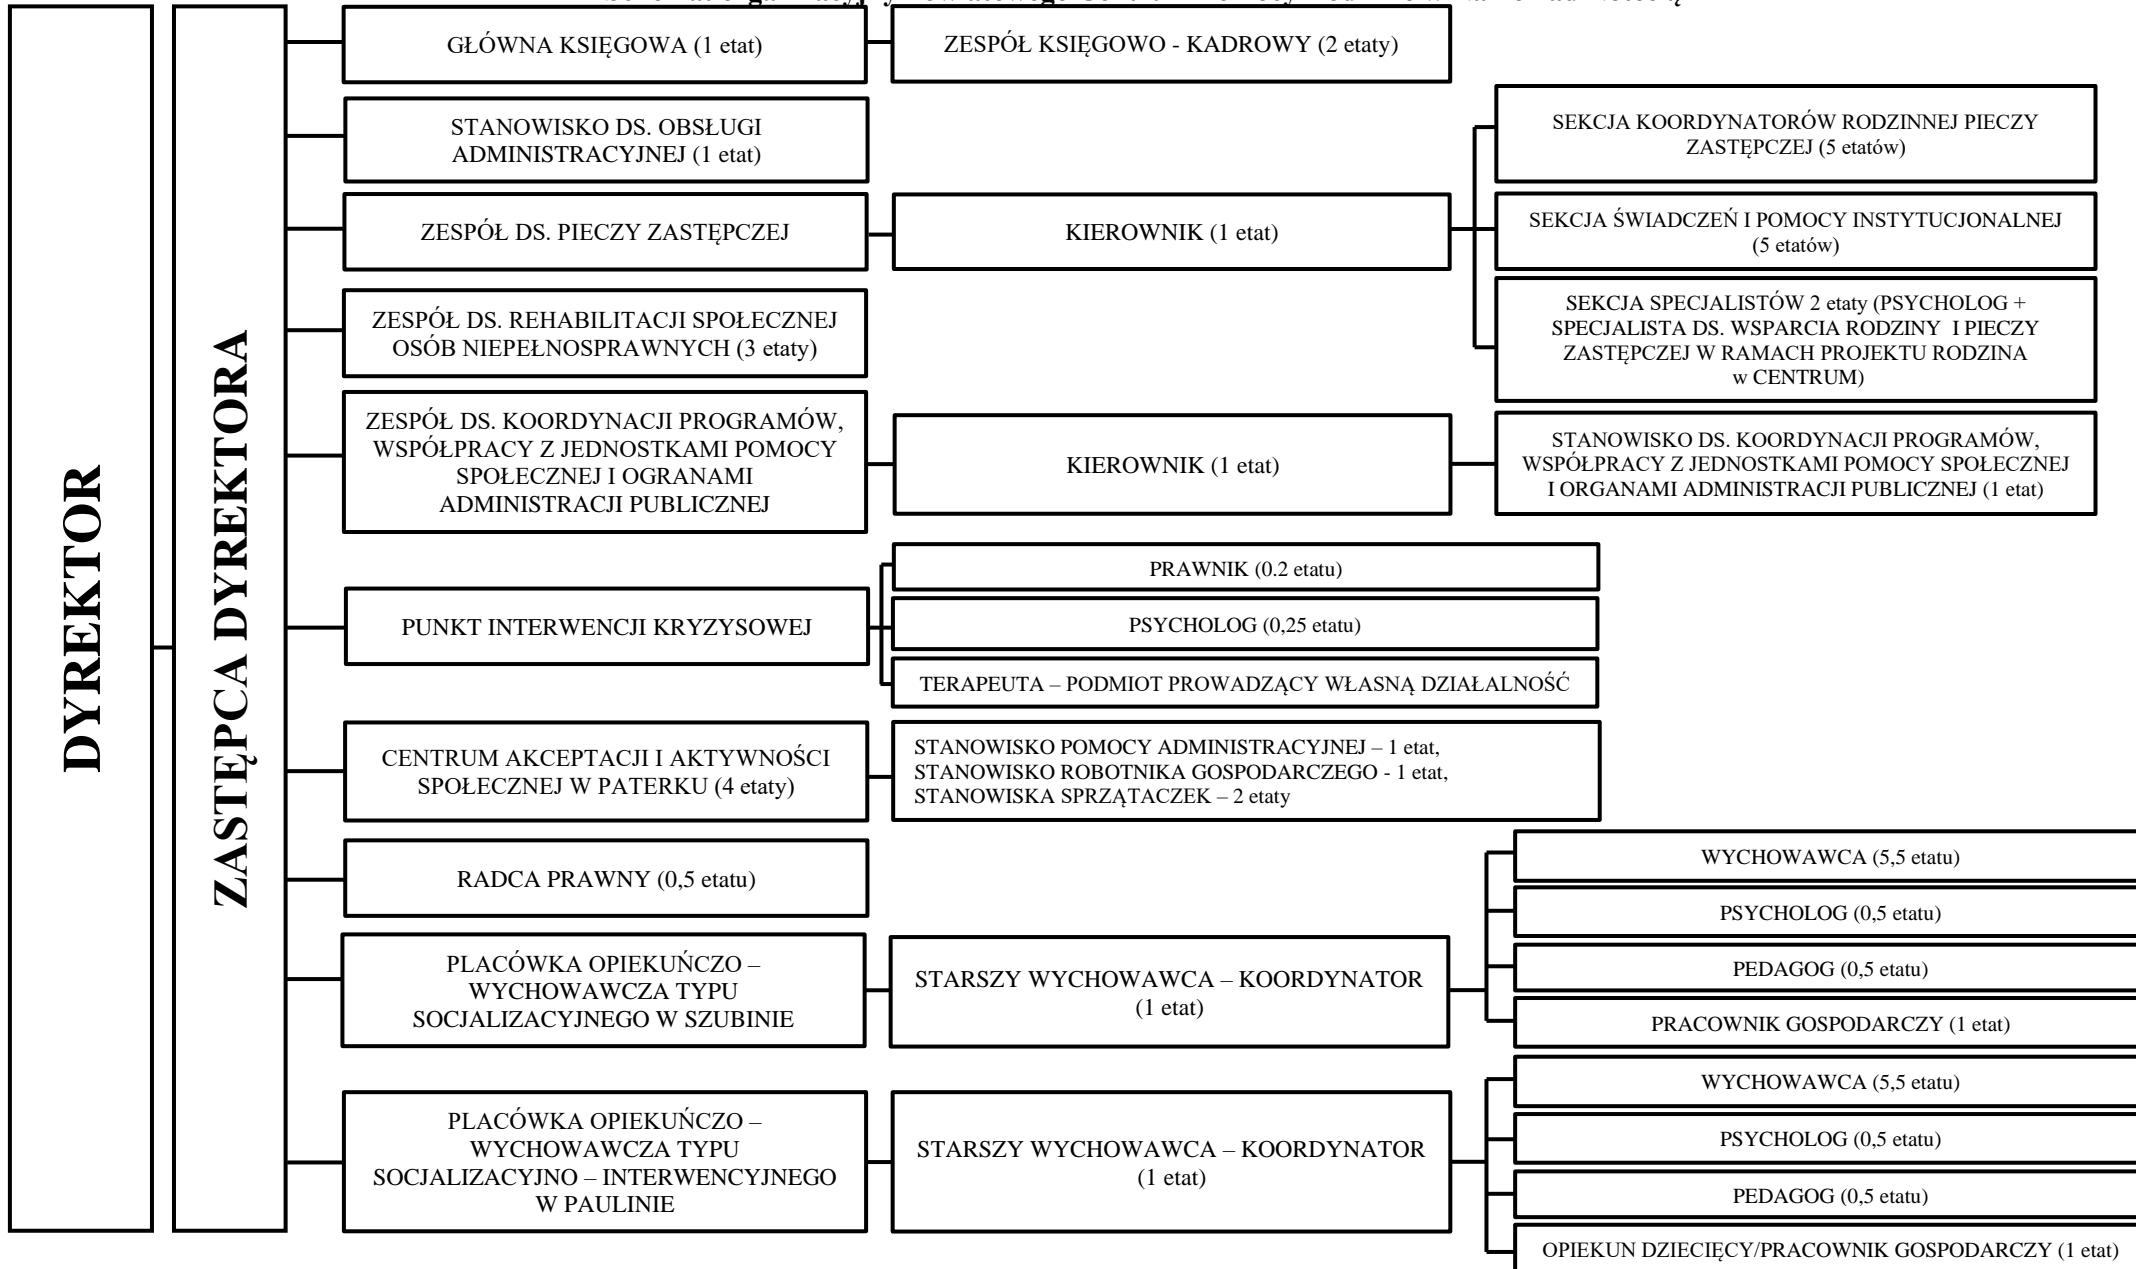 DYREKTOR
ZASTĘPCA DYREKTORA
GŁÓWNA KSIĘGOWA (1 etat)
ZESPÓŁ KSIĘGOWO - KADROWY (2 etaty)
STANOWISKO DS. OBSŁUGI
ADMINISTRACYJNEJ (1 etat)
ZESPÓŁ DS. PIECZY ZASTĘPCZEJ
KIEROWNIK (1 etat)
SEKCJA KOORDYNATORÓW RODZINNEJ PIECZY
ZASTĘPCZEJ (5 etatów)
SEKCJA ŚWIADCZEŃ I POMOCY INSTYTUCJONALNEJ
(5 etatów)
SEKCJA SPECJALISTÓW 2 etaty (PSYCHOLOG +
SPECJALISTA DS. WSPARCIA RODZINY I PIECZY
ZASTĘPCZEJ W RAMACH PROJEKTU RODZINA
w CENTRUM)
ZESPÓŁ DS. REHABILITACJI SPOŁECZNEJ
OSÓB NIEPEŁNOSPRAWNYCH (3 etaty)
ZESPÓŁ DS. KOORDYNACJI PROGRAMÓW,
WSPÓŁPRACY Z JEDNOSTKAMI POMOCY
SPOŁECZNEJ I OGRANAMI
ADMINISTRACJI PUBLICZNEJ
KIEROWNIK (1 etat)
STANOWISKO DS. KOORDYNACJI PROGRAMÓW,
WSPÓŁPRACY Z JEDNOSTKAMI POMOCY SPOŁECZNEJ
I ORGANAMI ADMINISTRACJI PUBLICZNEJ (1 etat)
PUNKT INTERWENCJI KRYZYSOWEJ
PRAWNIK (0.2 etatu)
PSYCHOLOG (0,25 etatu)
TERAPEUTA – PODMIOT PROWADZĄCY WŁASNĄ DZIAŁALNOŚĆ
CENTRUM AKCEPTACJI I AKTYWNOŚCI
SPOŁECZNEJ W PATERKU (4 etaty)
STANOWISKO POMOCY ADMINISTRACYJNEJ – 1 etat,
STANOWISKO ROBOTNIKA GOSPODARCZEGO - 1 etat,
STANOWISKA SPRZĄTACZEK – 2 etaty
RADCA PRAWNY (0,5 etatu)
PLACÓWKA OPIEKUŃCZO –
WYCHOWAWCZA TYPU
SOCJALIZACYJNEGO W SZUBINIE
STARSZY WYCHOWAWCA – KOORDYNATOR
(1 etat)
WYCHOWAWCA (5,5 etatu)
PSYCHOLOG (0,5 etatu)
PEDAGOG (0,5 etatu)
PRACOWNIK GOSPODARCZY (1 etat)
PLACÓWKA OPIEKUŃCZO –
WYCHOWAWCZA TYPU
SOCJALIZACYJNO – INTERWENCYJNEGO
W PAULINIE
STARSZY WYCHOWAWCA – KOORDYNATOR
(1 etat)
WYCHOWAWCA (5,5 etatu)
PSYCHOLOG (0,5 etatu)
PEDAGOG (0,5 etatu)
OPIEKUN DZIECIĘCY/PRACOWNIK GOSPODARCZY (1 etat)